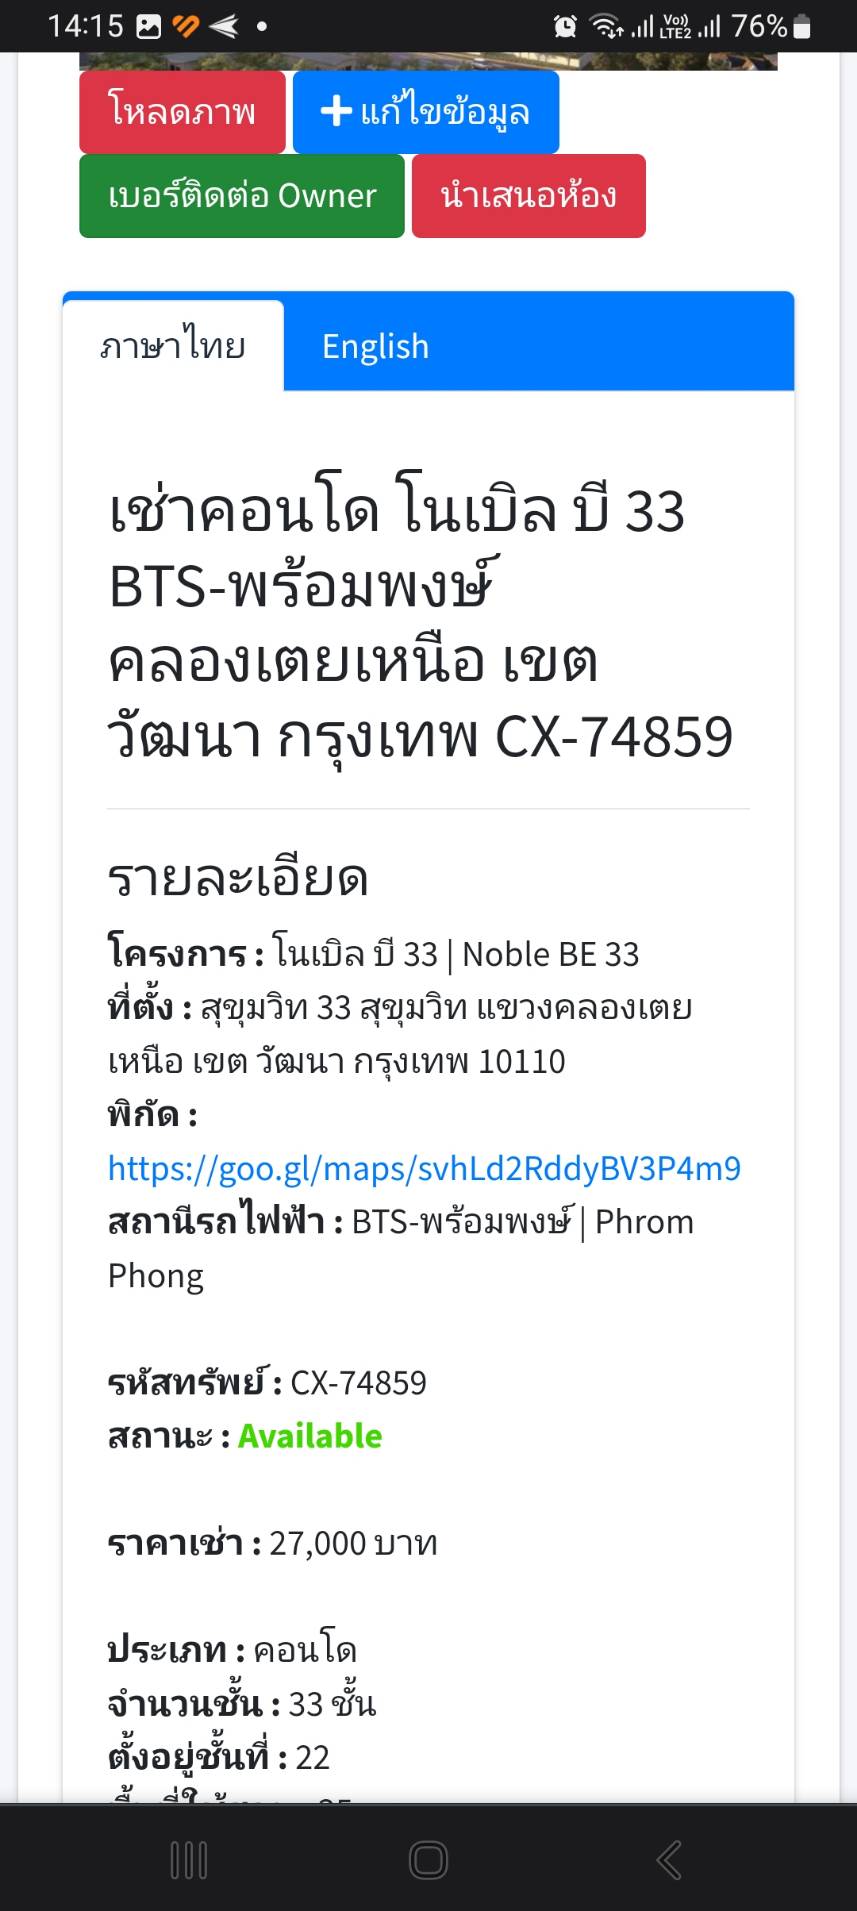 14:15 Vo)) LTE2 76%
โหลดภาพ
แก้ไขข้อมูล
เบอร์ติดต่อ Owner
นำเสนอห้อง
ภาษาไทย
English
เช่าคอนโด โนเบิล บี 33
BTS-พร้อมพงษ์
คลองเตยเหนือ เขต
วัฒนา กรุงเทพ CX-74859
รายละเอียด
โครงการ : โนเบิล บี 33 | Noble BE 33
ที่ตั้ง : สุขุมวิท 33 สุขุมวิท แขวงคลองเตย
เหนือ เขต วัฒนา กรุงเทพ 10110
พิกัด :
https://goo.gl/maps/svhLd2RddyBV3P4m9
สถานีรถไฟฟ้า : BTS-พร้อมพงษ์ | Phrom
Phong
รหัสทรัพย์ : CX-74859
สถานะ : Available
ราคาเช่า : 27,000 บาท
ประเภท : คอนโด
จำนวนชั้น : 33 ชั้น
ตั้งอยู่ชั้นที่ : 22